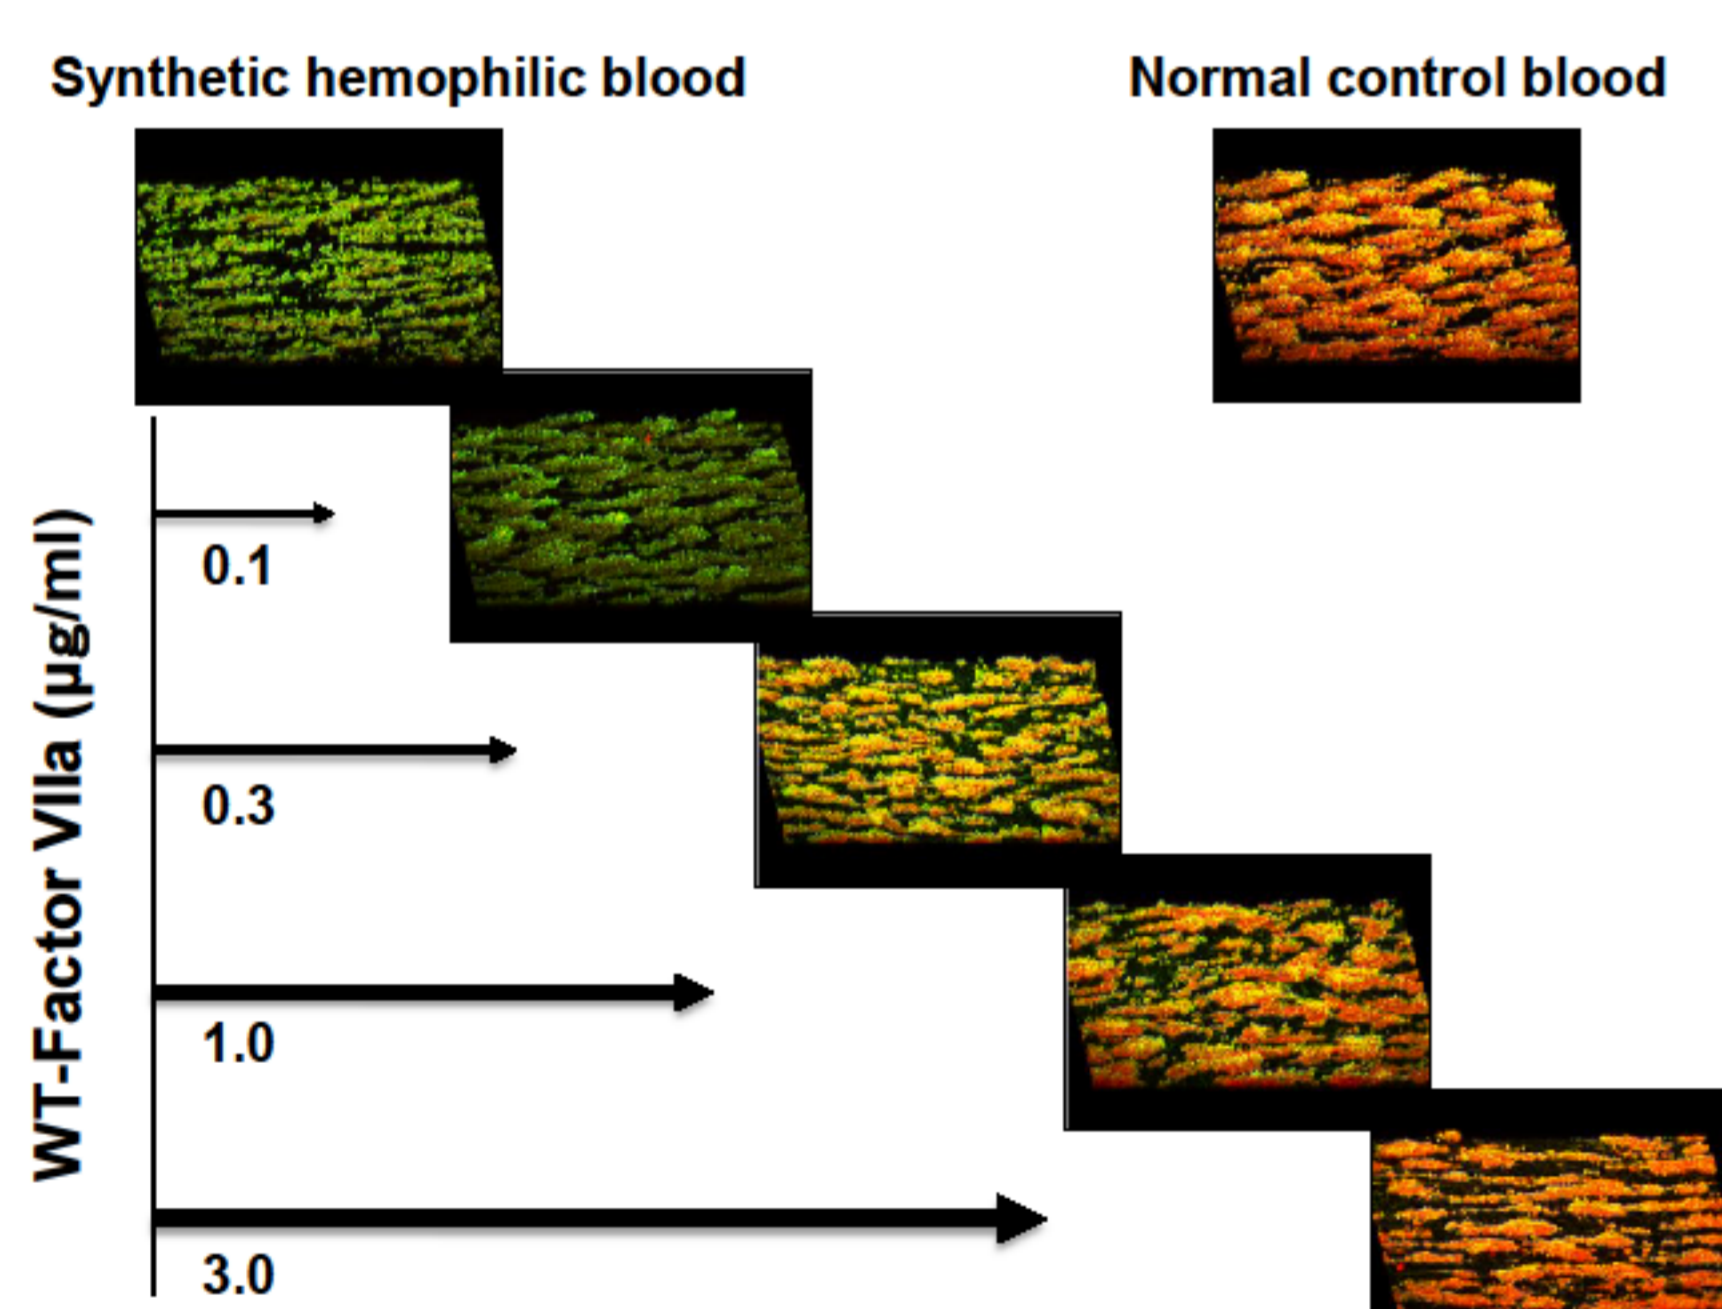 Synthetic hemophilic blood
Normal control blood
WT-Factor VIIa (µg/ml)
0.1
0.3
1.0
3.0